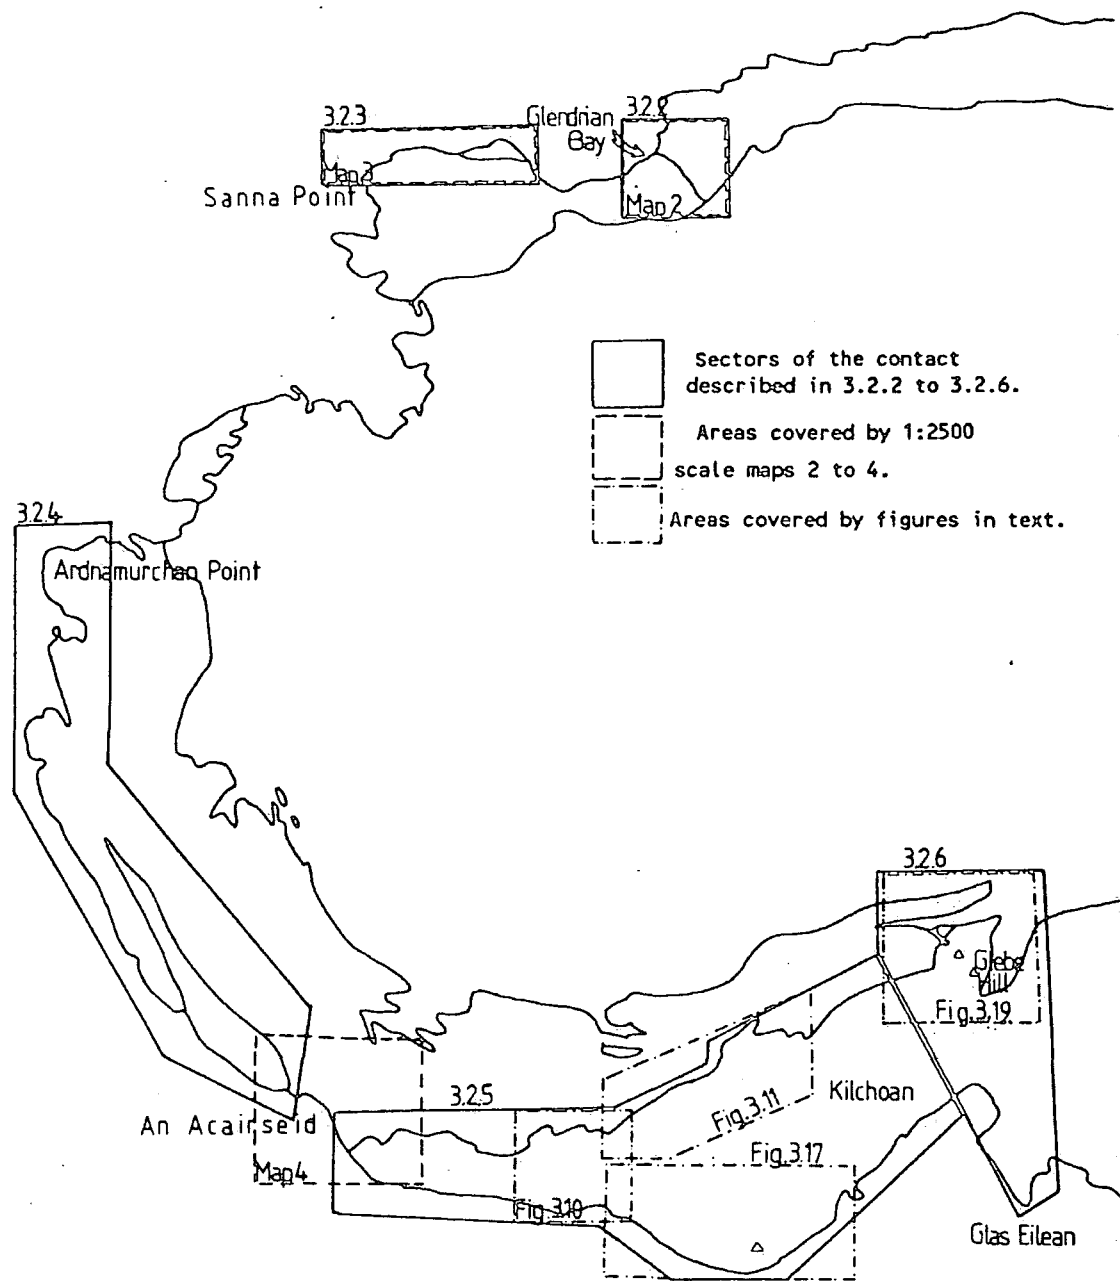 3.2.3
Glendrian
Bay
3.2.2
Map 3
Sanna Point
Map 2
Sectors of the contact
described in 3.2.2 to 3.2.6.
Areas covered by 1:2500
scale maps 2 to 4.
Areas covered by figures in text.
3.2.4
Ardnamurchan Point
3.2.6
Glebe
Hill
Fig.3.19
3.2.5
Kilchoan
Fig.3.11
An Acairseid
Fig.3.17
Map4
Fig 3.10
Glas Eilean